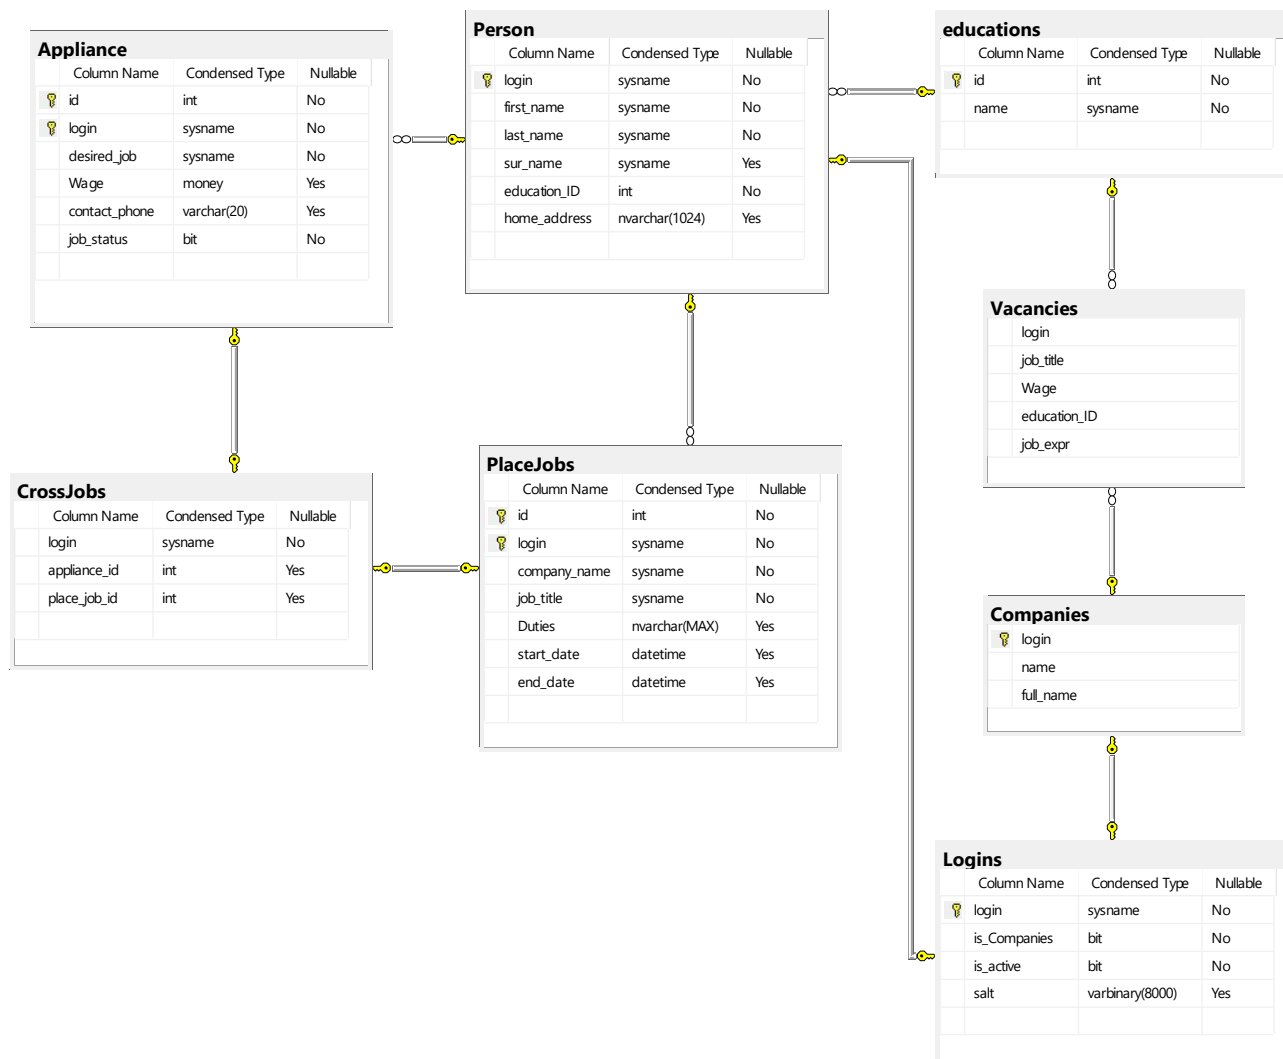 Appliance
Column Name Condensed Type Nullable
id int No
login sysname No
desired_job sysname No
Wage money Yes
contact_phone varchar(20) Yes
job_status bit No
Person
Column Name Condensed Type Nullable
login sysname No
first_name sysname No
last_name sysname No
sur_name sysname Yes
education_ID int No
home_address nvarchar(1024) Yes
educations
Column Name Condensed Type Nullable
id int No
name sysname No
Vacancies
login
job_title
Wage
education_ID
job_expr
CrossJobs
Column Name Condensed Type Nullable
login sysname No
appliance_id int Yes
place_job_id int Yes
PlaceJobs
Column Name Condensed Type Nullable
id int No
login sysname No
company_name sysname No
job_title sysname No
Duties nvarchar(MAX) Yes
start_date datetime Yes
end_date datetime Yes
Companies
login
name
full_name
Logins
Column Name Condensed Type Nullable
login sysname No
is_Companies bit No
is_active bit No
salt varbinary(8000) Yes